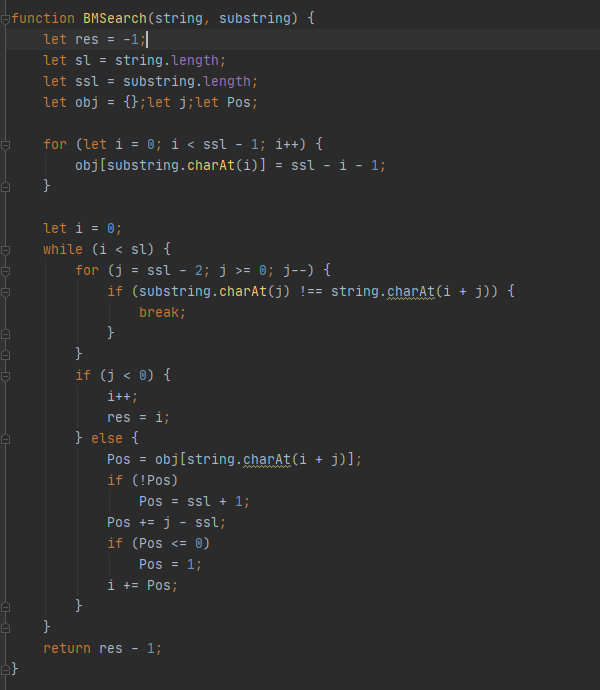 function BMSearch(string, substring) {
    let res = -1;
    let sl = string.length;
    let ssl = substring.length;
    let obj = {};let j;let Pos;

    for (let i = 0; i < ssl - 1; i++) {
        obj[substring.charAt(i)] = ssl - i - 1;
    }

    let i = 0;
    while (i < sl) {
        for (j = ssl - 2; j >= 0; j--) {
            if (substring.charAt(j) !== string.charAt(i + j)) {
                break;
            }
        }
        if (j < 0) {
            i++;
            res = i;
        } else {
            Pos = obj[string.charAt(i + j)];
            if (!Pos)
                Pos = ssl + 1;
            Pos += j - ssl;
            if (Pos <= 0)
                Pos = 1;
            i += Pos;
        }
    }
    return res - 1;
}